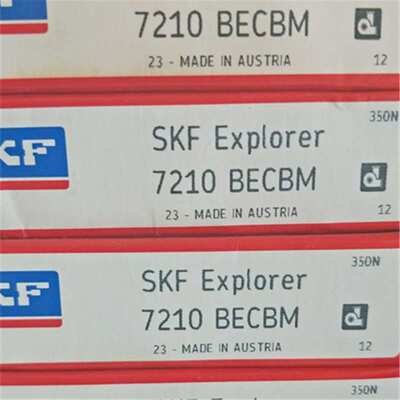 7210 BECBM
23 - MADE IN AUSTRIA 12
350N
SKF SKF Explorer
7210 BECBM
23 - MADE IN AUSTRIA 12
350N
SKF SKF Explorer
7210 BECBM
23 - MADE IN AUSTRIA 12
350N